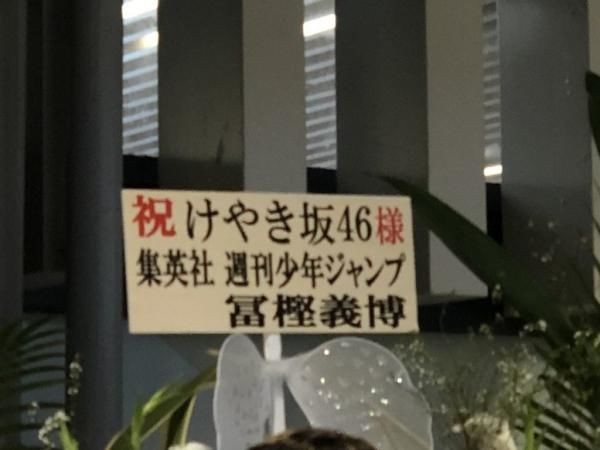 祝けやき坂46様
集英社 週刊少年ジャンプ
冨樫義博